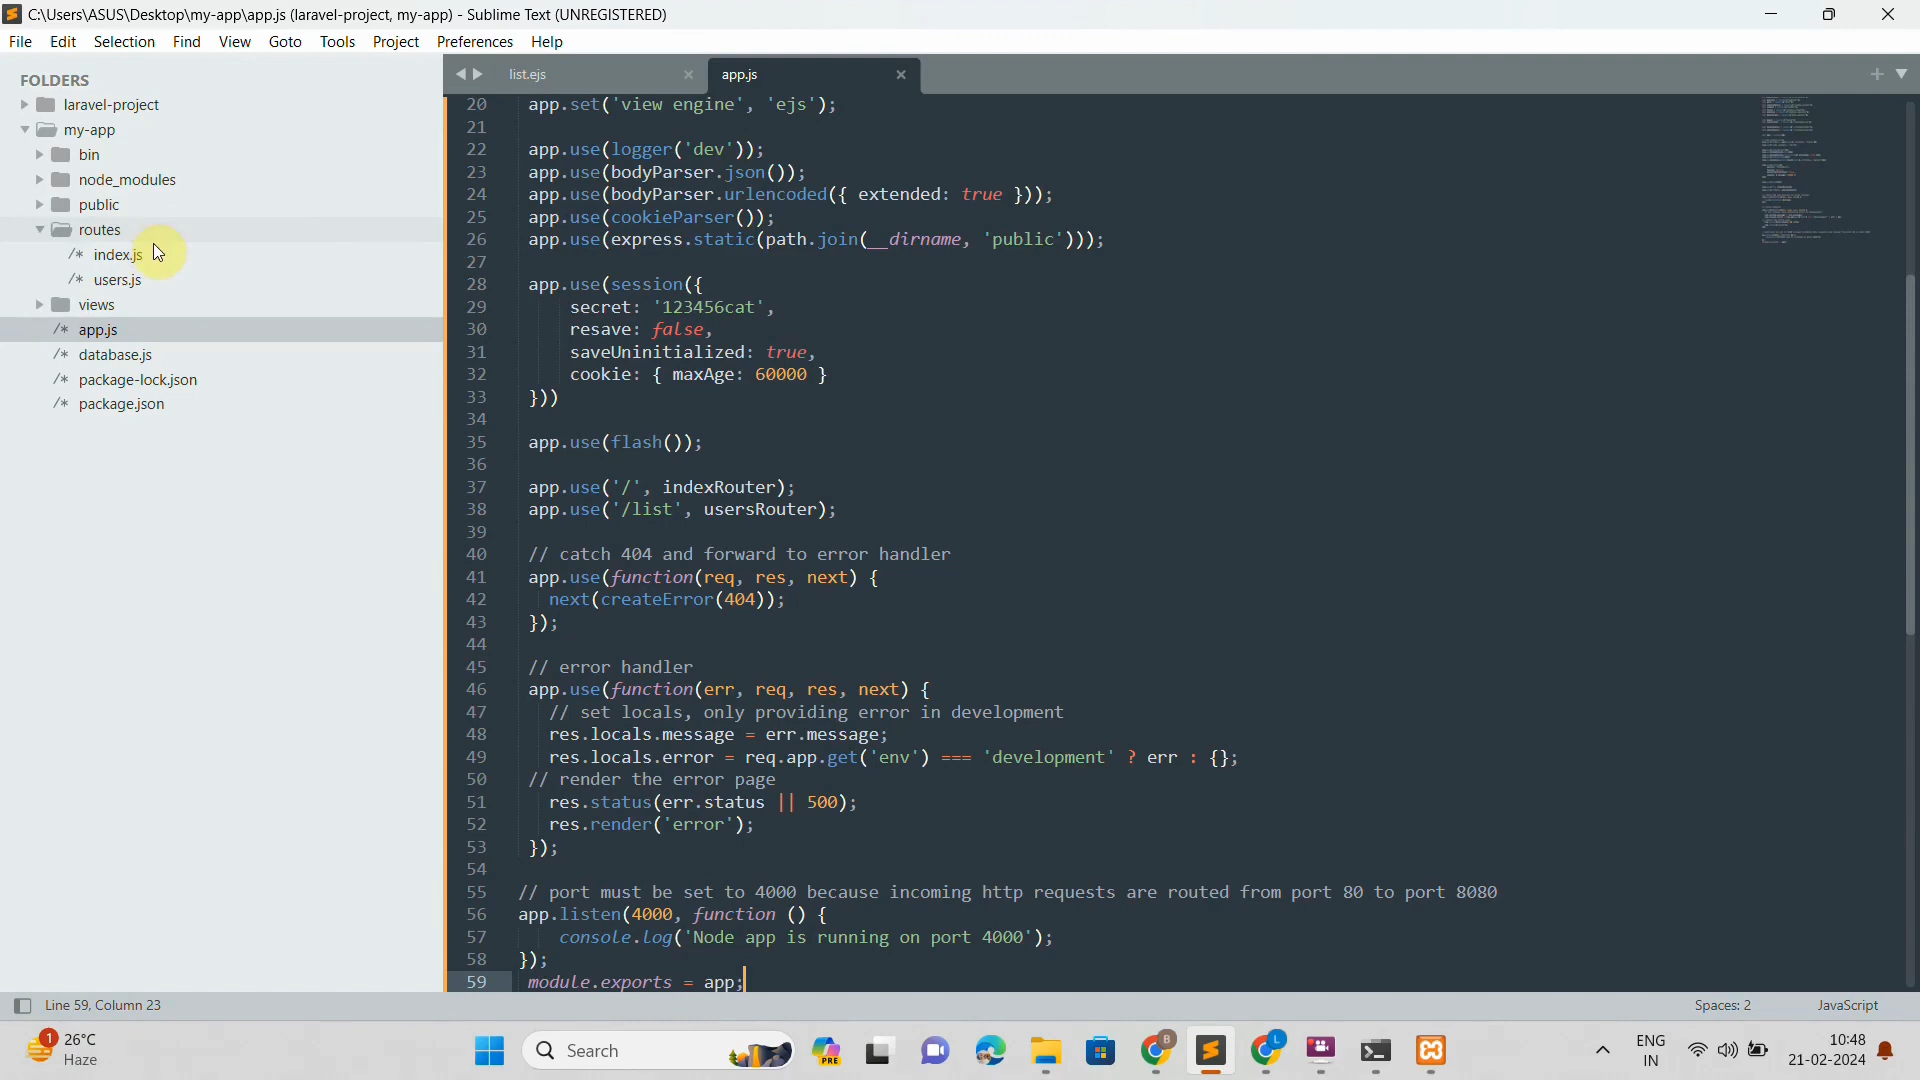 C:\Users\ASUS\Desktop\my-app\app.js (laravel-project, my-app) - Sublime Text (UNREGISTERED)
File Edit Selection Find View Goto Tools Project Preferences Help
FOLDERS
laravel-project
my-app
bin
node_modules
public
routes
/* index.js
/* users.js
views
/* app.js
/* database.js
/* package-lock.json
/* package.json
list.ejs
app.js
20 app.set('view engine', 'ejs');
21
22 app.use(logger('dev'));
23 app.use(bodyParser.json());
24 app.use(bodyParser.urlencoded({ extended: true }));
25 app.use(cookieParser());
26 app.use(express.static(path.join(__dirname, 'public')));
27
28 app.use(session({
29 secret: '123456cat',
30 resave: false,
31 saveUninitialized: true,
32 cookie: { maxAge: 60000 }
33 }))
34
35 app.use(flash());
36
37 app.use('/', indexRouter);
38 app.use('/list', usersRouter);
39
40 // catch 404 and forward to error handler
41 app.use(function(req, res, next) {
42 next(createError(404));
43 });
44
45 // error handler
46 app.use(function(err, req, res, next) {
47 // set locals, only providing error in development
48 res.locals.message = err.message;
49 res.locals.error = req.app.get('env') === 'development' ? err : {};
50 // render the error page
51 res.status(err.status || 500);
52 res.render('error');
53 });
54
55 // port must be set to 4000 because incoming http requests are routed from port 80 to port 8080
56 app.listen(4000, function () {
57 console.log('Node app is running on port 4000');
58 });
59 module.exports = app;
Line 59, Column 23
Spaces: 2
JavaScript
1
26°C
Haze
Search
PRE
B
L
ENG
IN
10:48
21-02-2024